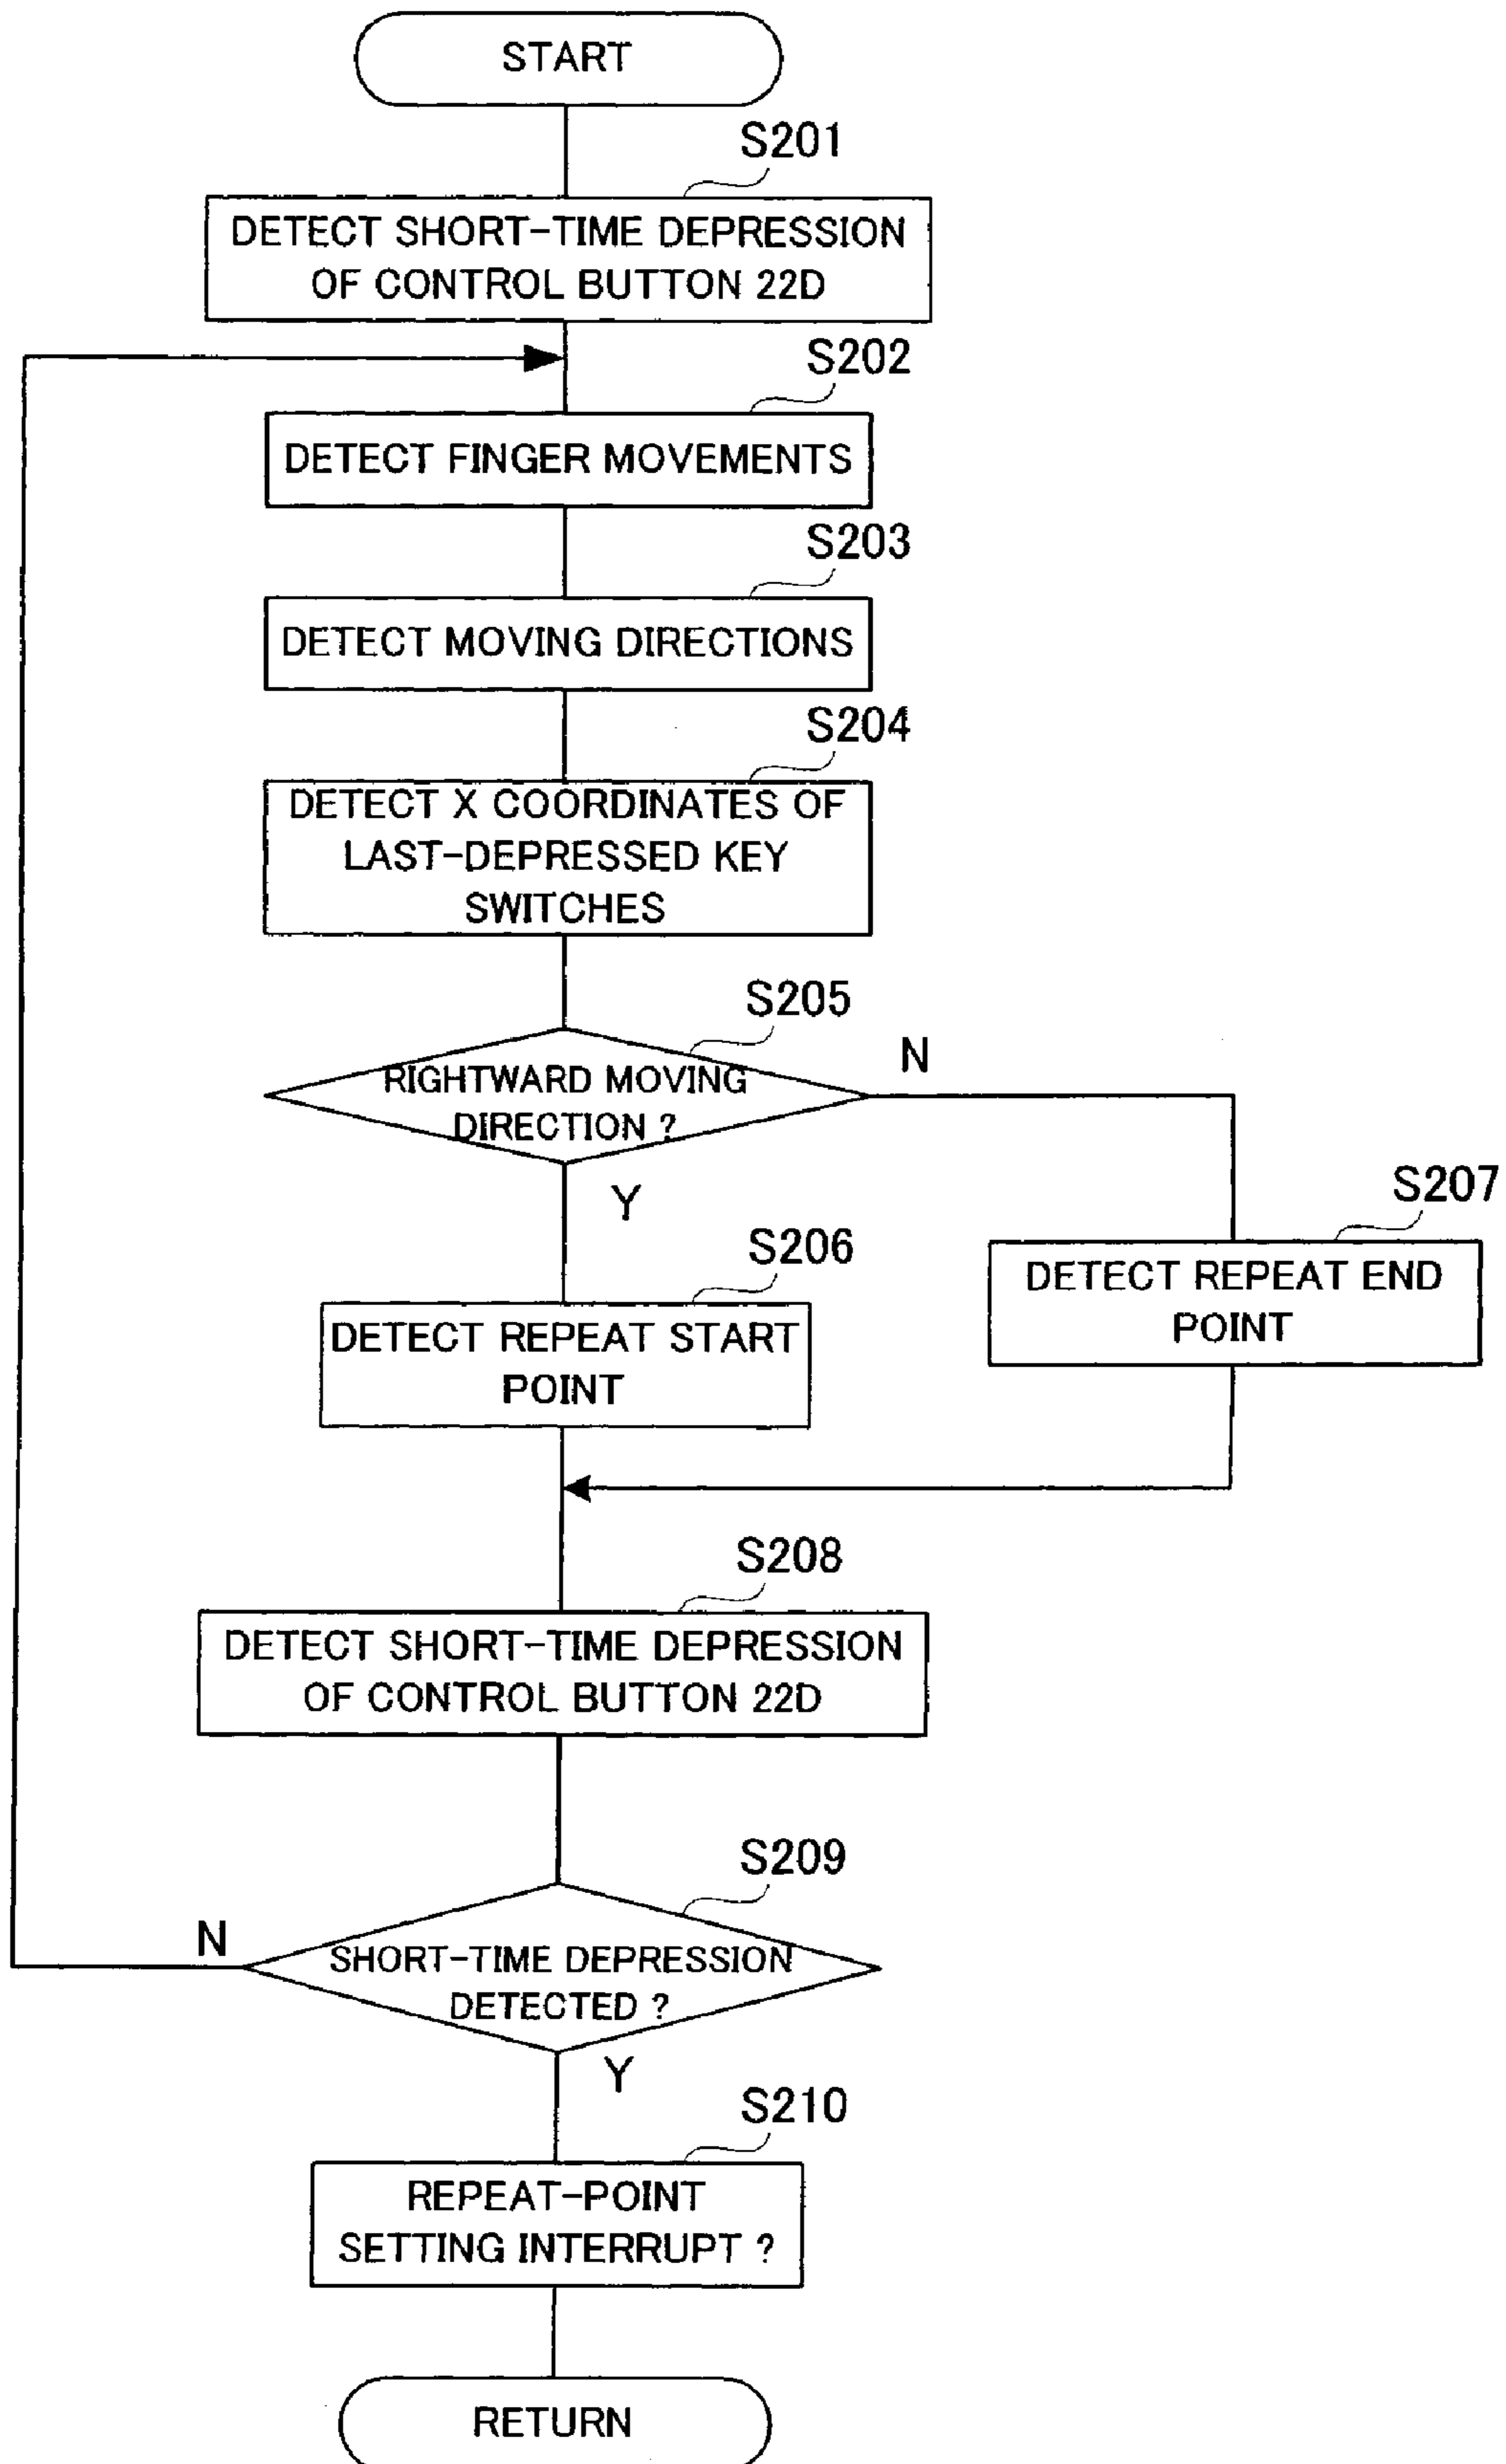 START
S201
DETECT SHORT-TIME DEPRESSION
OF CONTROL BUTTON 22D
S202
DETECT FINGER MOVEMENTS
S203
DETECT MOVING DIRECTIONS
S204
DETECT X COORDINATES OF
LAST-DEPRESSED KEY
SWITCHES
S205
N
RIGHTWARD MOVING
DIRECTION ?
Y
S207
DETECT REPEAT END
POINT
S206
DETECT REPEAT START
POINT
S208
DETECT SHORT-TIME DEPRESSION
OF CONTROL BUTTON 22D
S209
N
SHORT-TIME DEPRESSION
DETECTED ?
Y
S210
REPEAT-POINT
SETTING INTERRUPT ?
RETURN